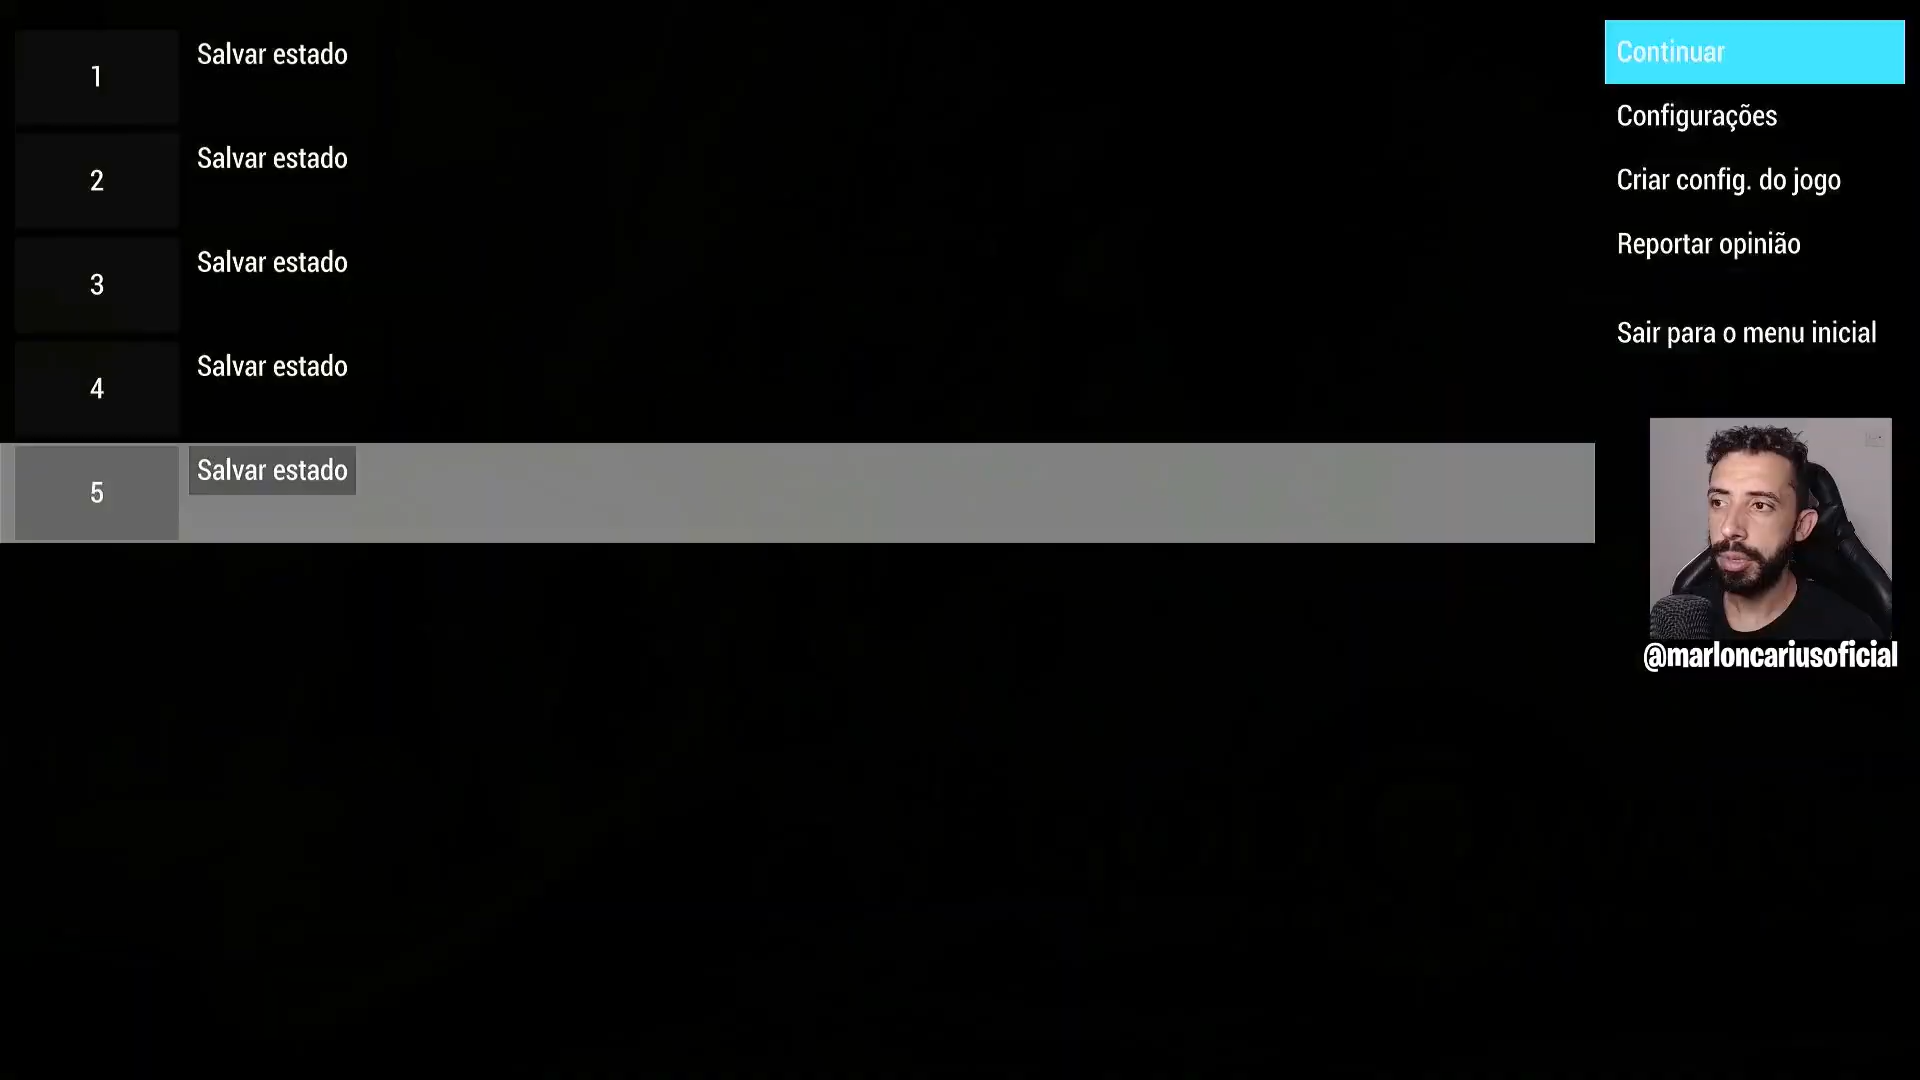 1
Salvar estado
2
Salvar estado
3
Salvar estado
4
Salvar estado
5
Salvar estado
Continuar
Configurações
Criar config. do jogo
Reportar opinião
Sair para o menu inicial
@marloncariusoficial